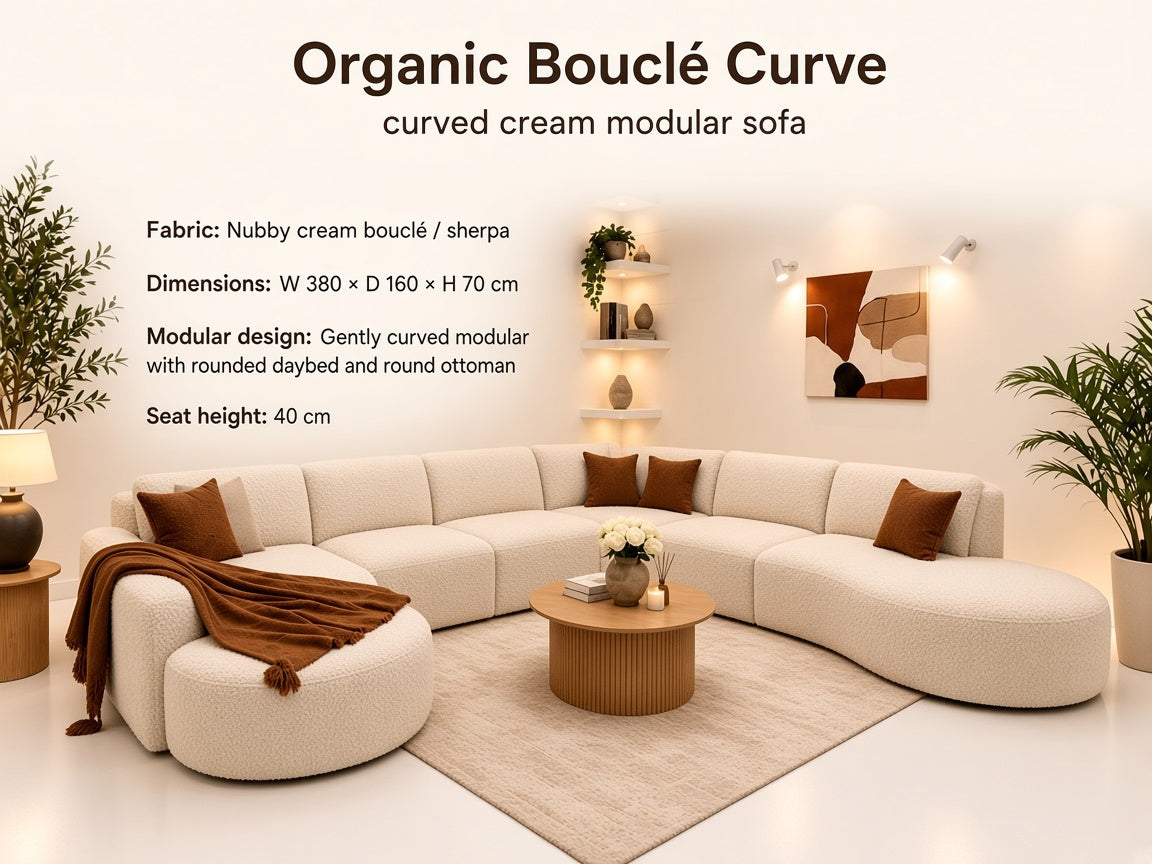 Organic Bouclé Curve
curved cream modular sofa
Fabric: Nubby cream bouclé / sherpa
Dimensions: W 380 × D 160 × H 70 cm
Modular design: Gently curved modular
with rounded daybed and round ottoman
Seat height: 40 cm